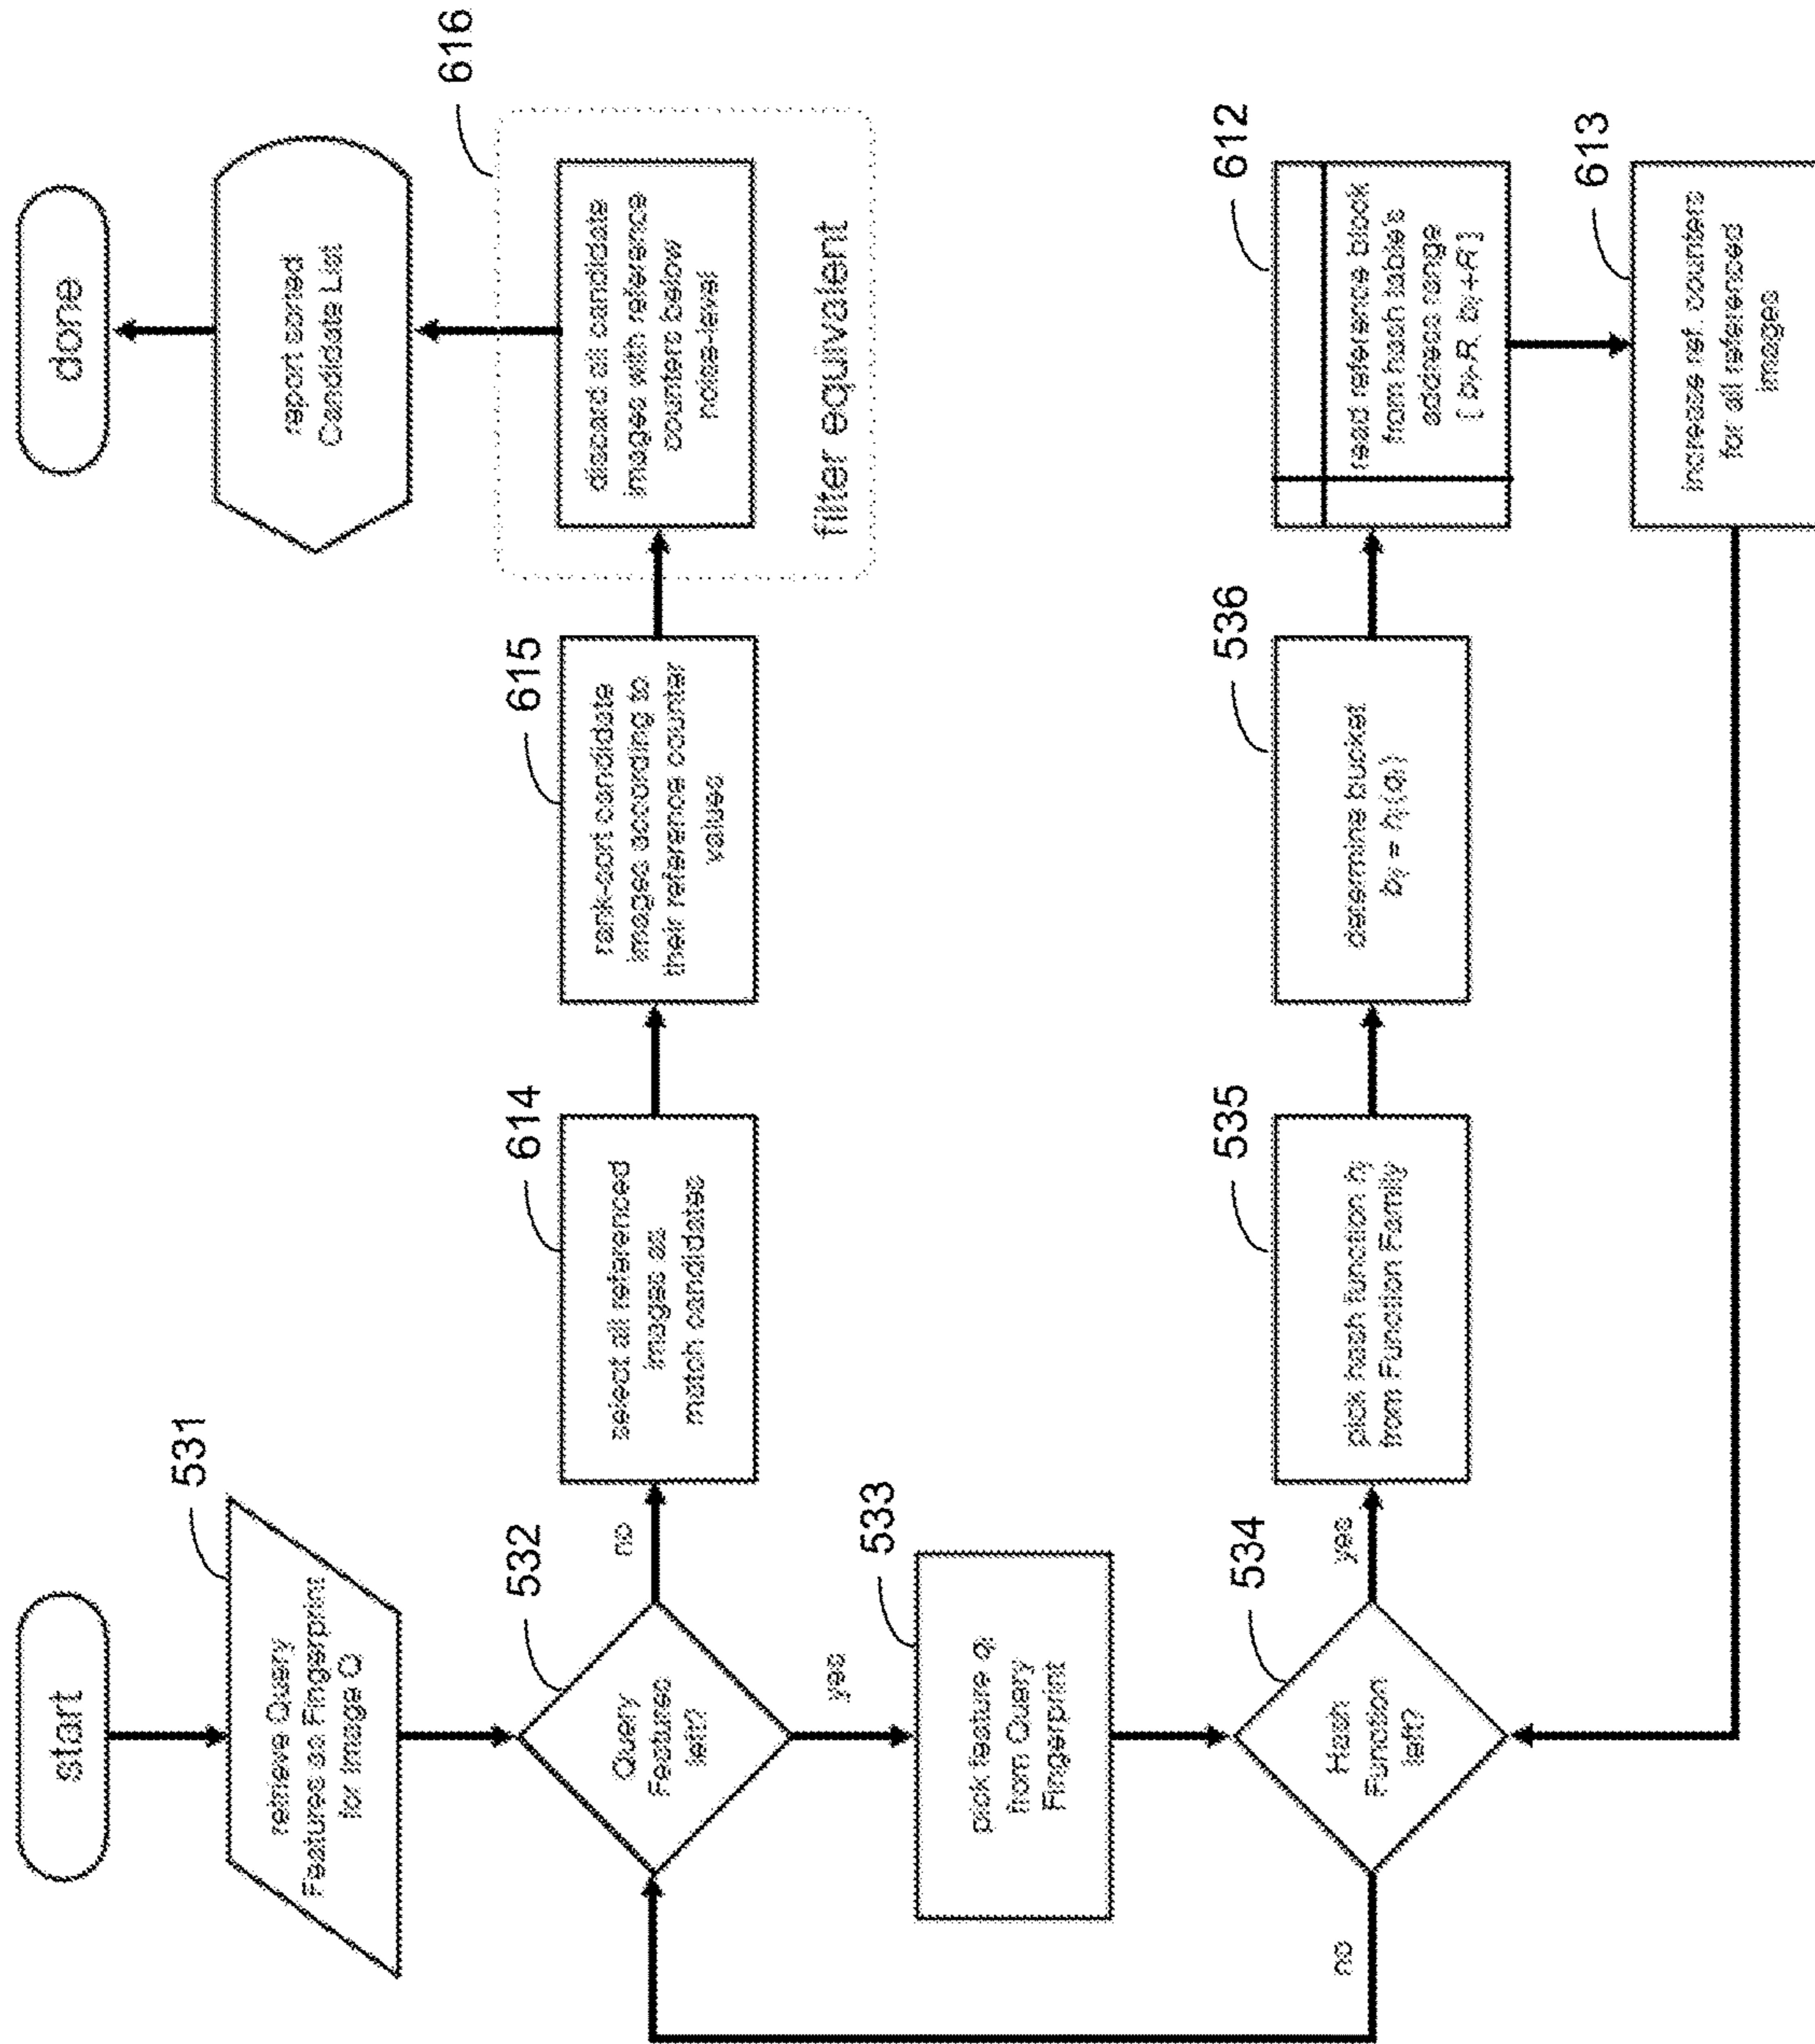 start
done
531
retrieve Query
Features as Fingerprint
for Image Q
report sorted
Candidate List
532
Query
Features
left?
no
yes
614
select all referenced
images as
match candidates
615
rank-sort candidate
images according to
their reference counter
values
616
discard all candidate
images with reference
counters below
noise-level
filter equivalent
533
pick feature qᵢ
from Query
Fingerprint
534
Hash
Function
left?
no
yes
535
pick hash function hⱼ
from Function Family
536
determine bucket
bᵢⱼ = hⱼ(qᵢ)
612
read reference block
from hash table's
address range
613
increase ref. counters
for all referenced
images